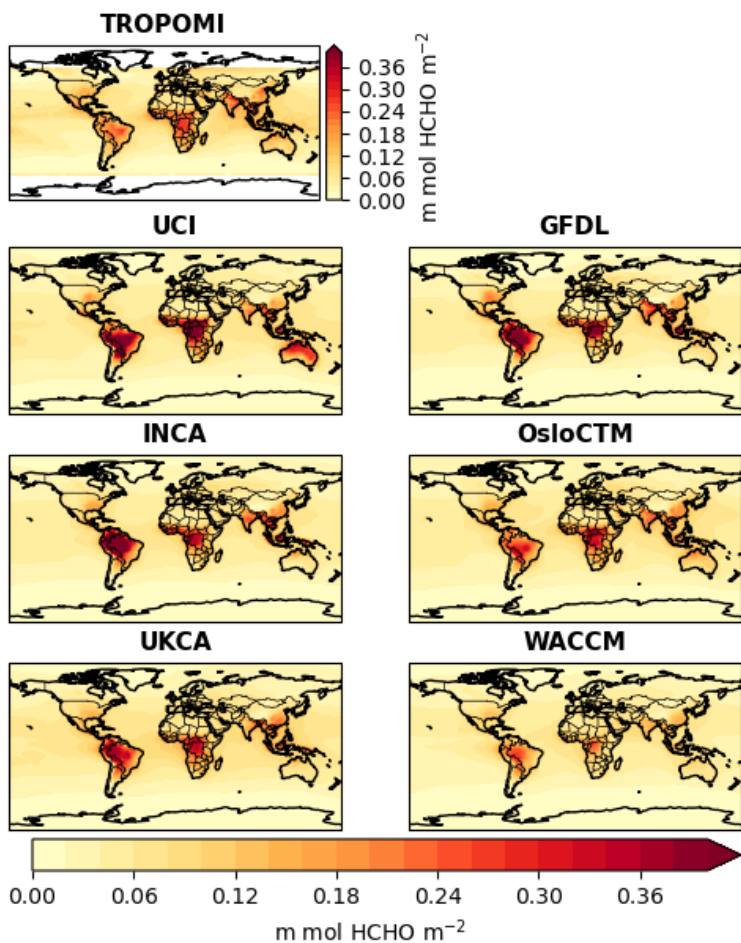 TROPOMI
0.36
0.30
0.24
0.18
0.12
0.06
0.00
m mol HCHO m⁻²
UCI
GFDL
INCA
OsloCTM
UKCA
WACCM
0.00 0.06 0.12 0.18 0.24 0.30 0.36
m mol HCHO m⁻²